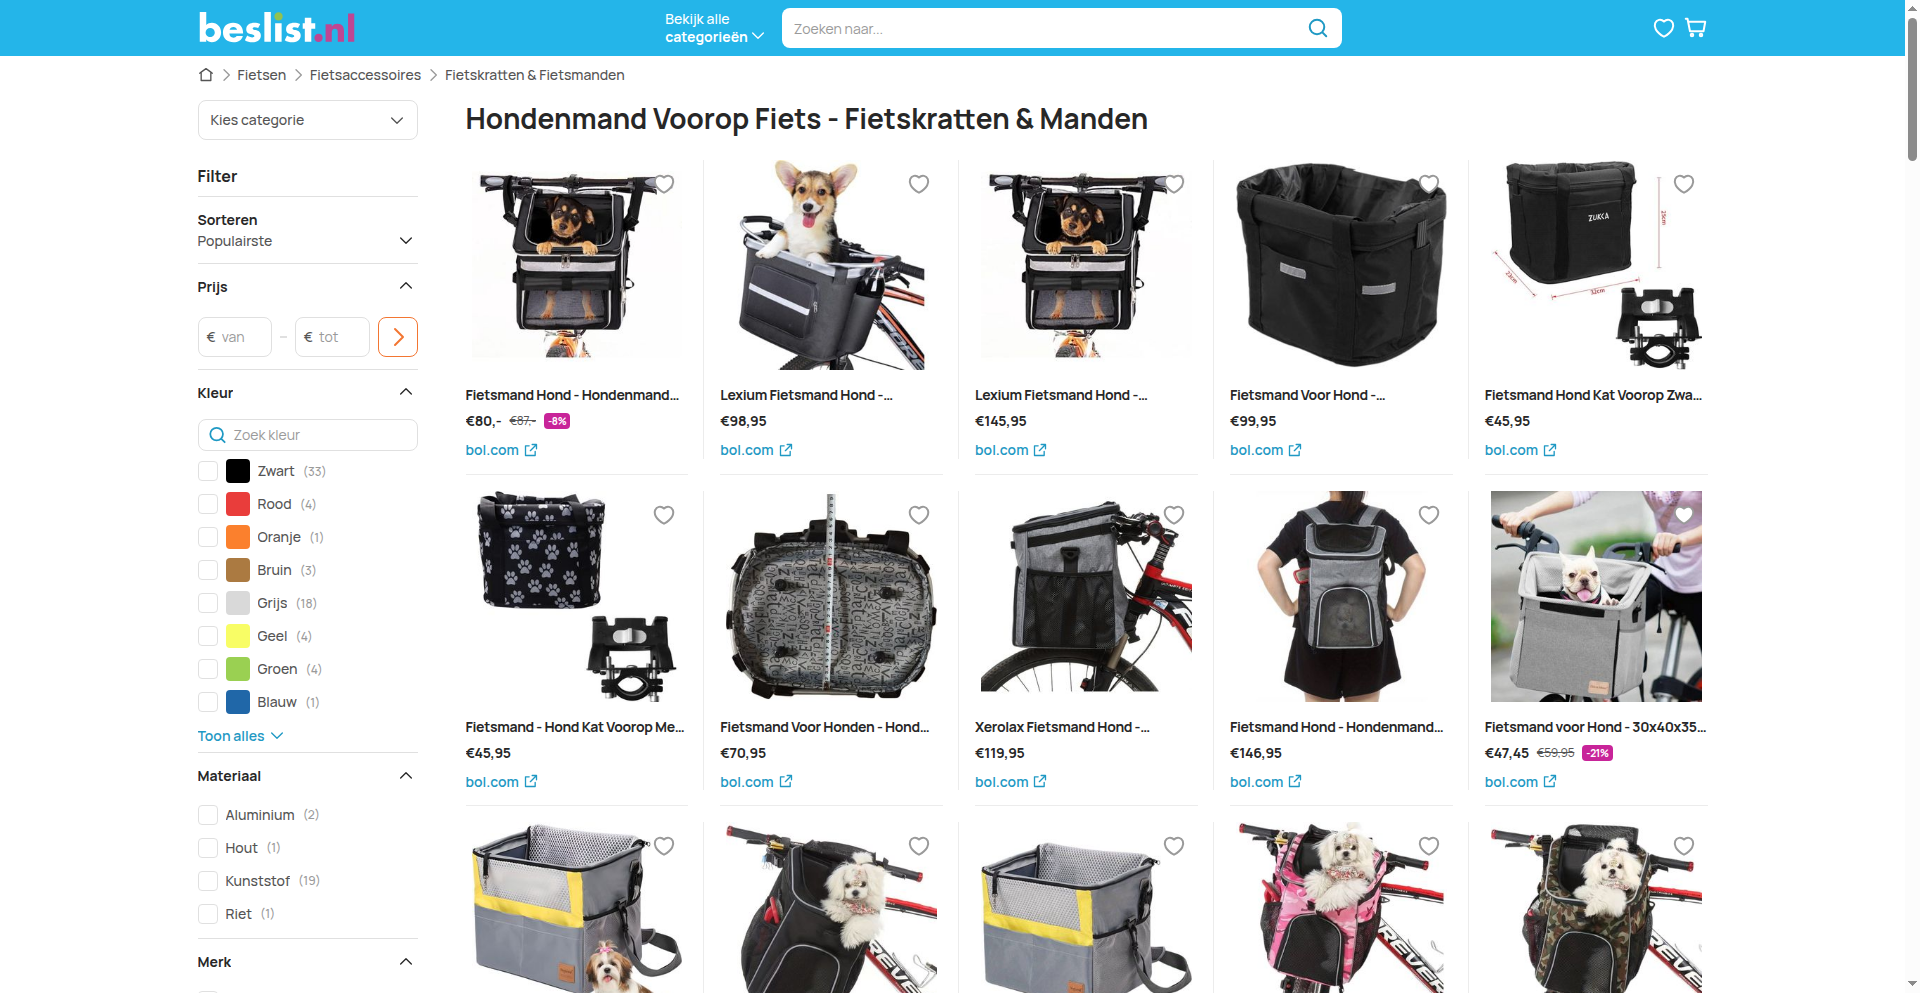 beslist.nl
Bekijk alle
categorieën
Zoeken naar...
Fietsen
Fietsaccessoires
Fietskratten & Fietsmanden
Kies categorie
Hondenmand Voorop Fiets - Fietskratten & Manden
Filter
Sorteren
Populairste
Prijs
€ van
–
€ tot
Kleur
Zoek kleur
Zwart (33)
Rood (4)
Oranje (1)
Bruin (3)
Grijs (18)
Geel (4)
Groen (4)
Blauw (1)
Toon alles
Materiaal
Aluminium (2)
Hout (1)
Kunststof (19)
Riet (1)
Merk
Fietsmand Hond - Hondenmand...
€80,- €87,- -8%
bol.com
Lexium Fietsmand Hond -...
€98,95
bol.com
Lexium Fietsmand Hond -...
€145,95
bol.com
Fietsmand Voor Hond -...
€99,95
bol.com
ZUKKA
32cm
Fietsmand Hond Kat Voorop Zwa...
€45,95
bol.com
Fietsmand - Hond Kat Voorop Me...
€45,95
bol.com
Fietsmand Voor Honden - Hond...
€70,95
bol.com
Xerolax Fietsmand Hond -...
€119,95
bol.com
Fietsmand Hond - Hondenmand...
€146,95
bol.com
Fietsmand voor Hond - 30x40x35...
€47,45 €59,95 -21%
bol.com
REVER
REVER
REVER